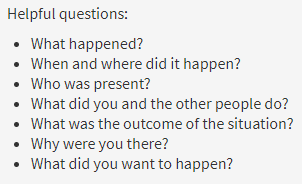 Helpful questions:
• What happened?
• When and where did it happen?
• Who was present?
• What did you and the other people do?
• What was the outcome of the situation?
• Why were you there?
• What did you want to happen?